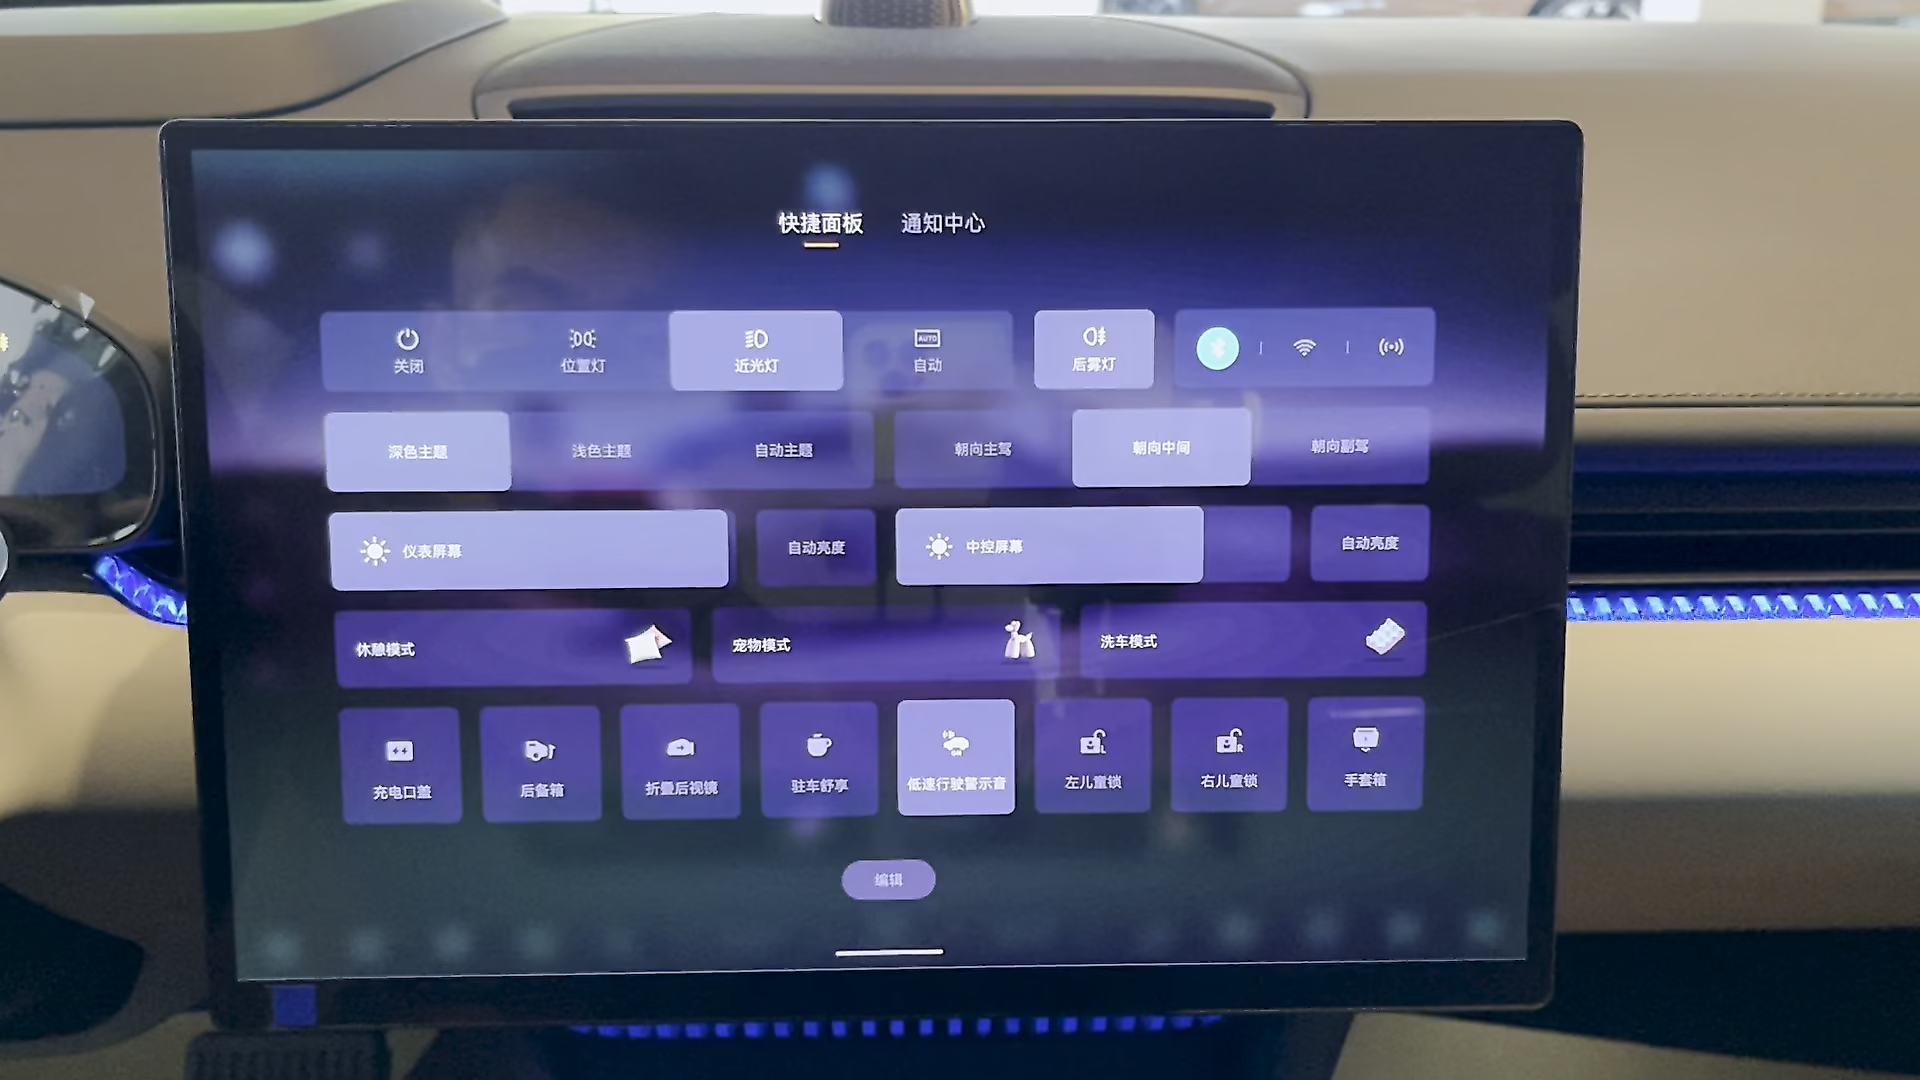 快捷面板 通知中心
关闭 位置灯 近光灯 AUTO 自动 后雾灯
深色主题 浅色主题 自动主题 朝向主驾 朝向中间 朝向副驾
仪表屏幕 自动亮度 中控屏幕 自动亮度
休憩模式 宠物模式 洗车模式
充电口盖 后备箱 折叠后视镜 驻车舒享 低速行驶警示音 左儿童锁 右儿童锁 手套箱
编辑